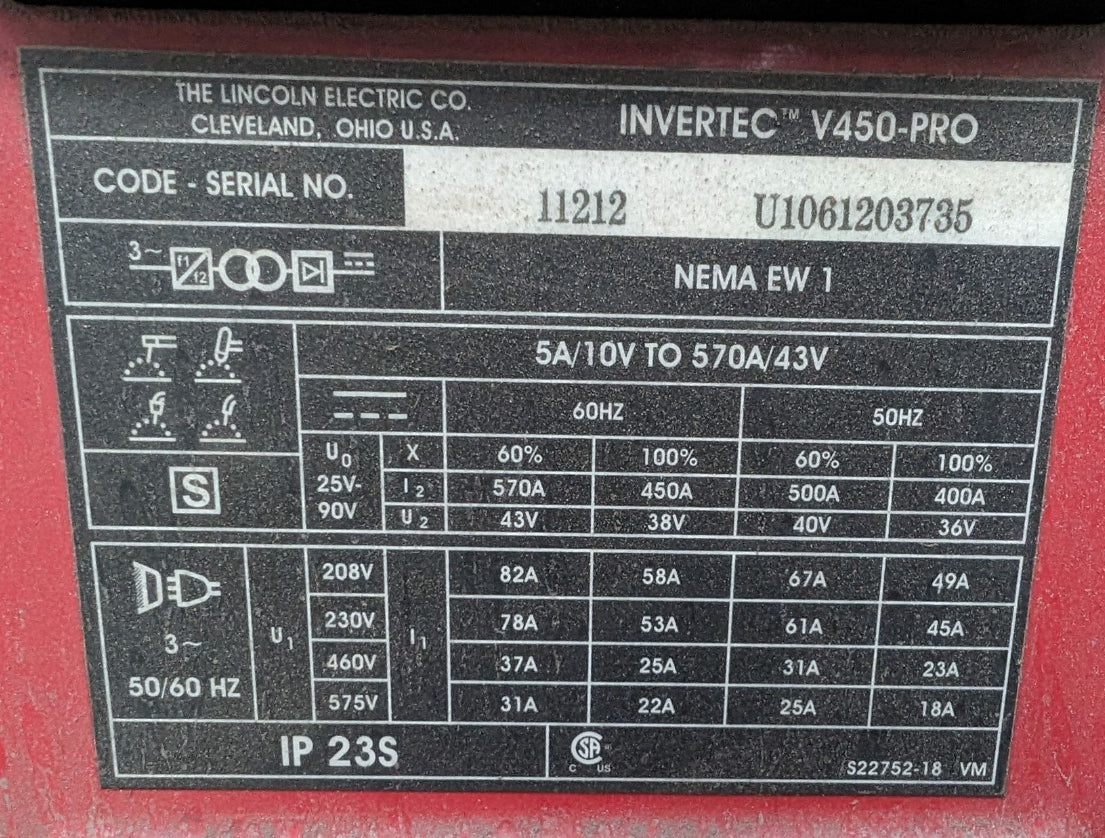 THE LINCOLN ELECTRIC CO.
CLEVELAND, OHIO U.S.A.
INVERTEC™ V450-PRO
CODE - SERIAL NO. 11212 U1061203735
3~ f1 f2
NEMA EW 1
5A/10V TO 570A/43V
60HZ 50HZ
S
U0 25V-90V
X 60% 100% 60% 100%
I2 570A 450A 500A 400A
U2 43V 38V 40V 36V
3~
50/60 HZ
U1 I1
208V 82A 58A 67A 49A
230V 78A 53A 61A 45A
460V 37A 25A 31A 23A
575V 31A 22A 25A 18A
IP 23S
SA C US
S22752-18 VM